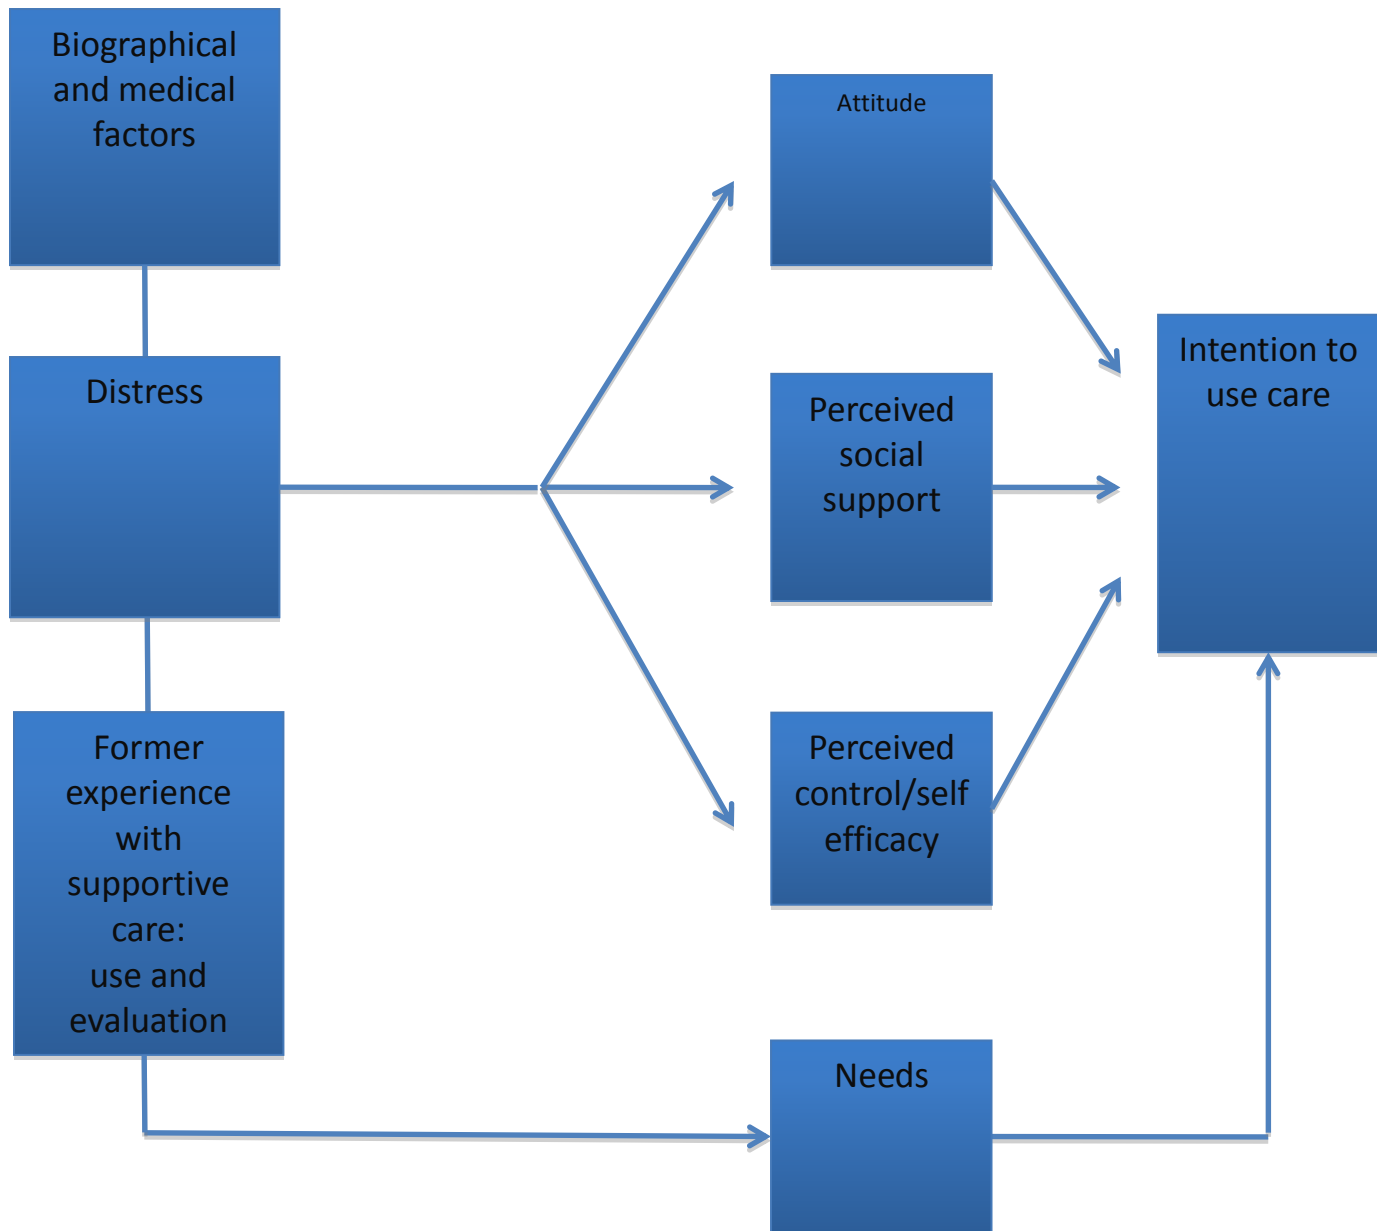 Biographical
and medical
factors
Attitude
Distress
Perceived
social
support
Intention to
use care
Former
experience
with
supportive
care:
use and
evaluation
Perceived
control/self
efficacy
Needs